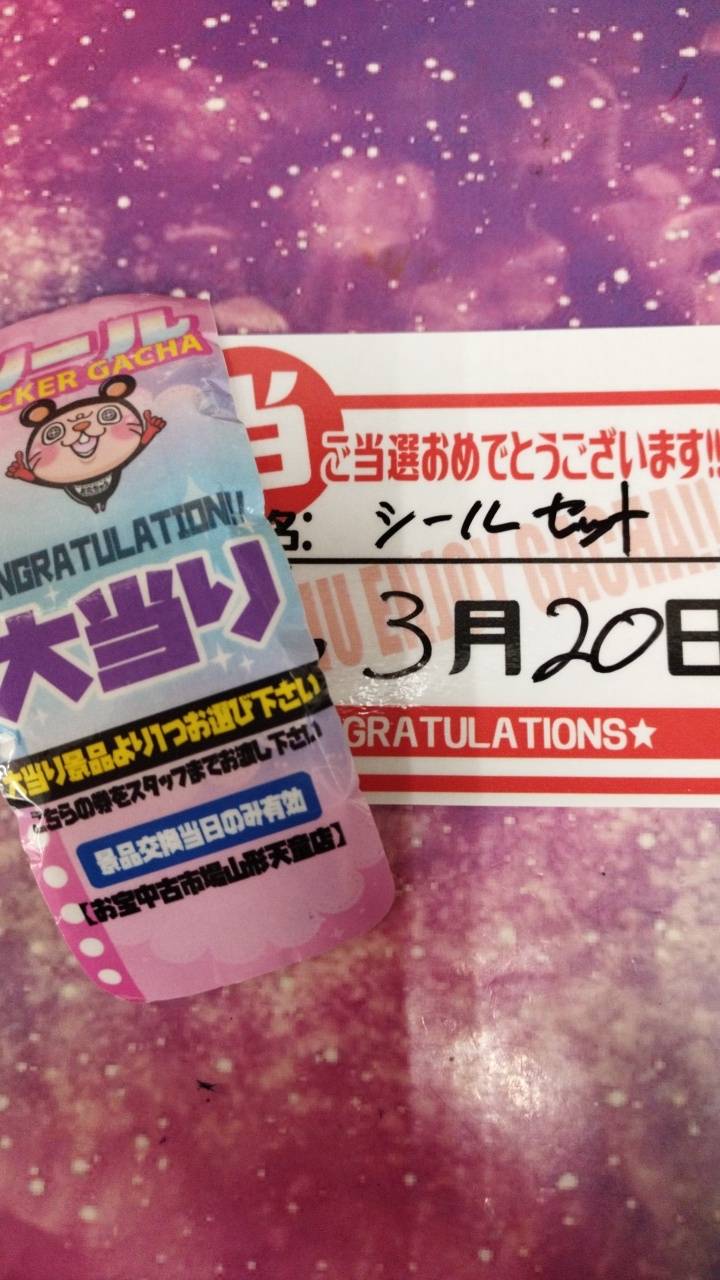 シール
CKER GACHA
NGRATULATION!!
大当り
大当り景品より1つお選び下さい
こちらの券をスタッフまでお渡し下さい
景品交換当日のみ有効
【お宝中古市場山形天童店】
当
ご当選おめでとうございます!!
名: シールセット
U ENJOY GACHA!!
3月20日
GRATULATIONS★